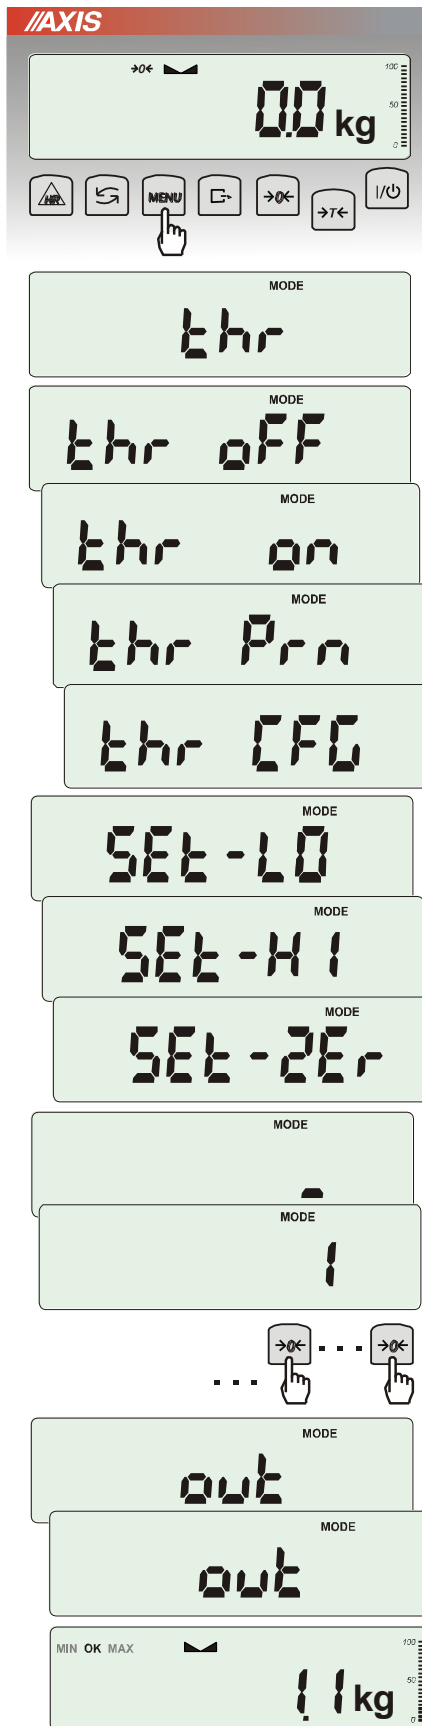 AXIS
→0← 100
50
0.0 kg
0
HR MENU →0← →T← I/⏻
MODE
thr
MODE
thr oFF
MODE
thr on
MODE
thr Prn
thr CFG
MODE
SEt-LO
MODE
SEt-HI
MODE
SEt-2Er
MODE
-
MODE
1
→0← . . . →0←
. . .
MODE
out
MODE
out
MIN OK MAX 100
50
1.1 kg
0